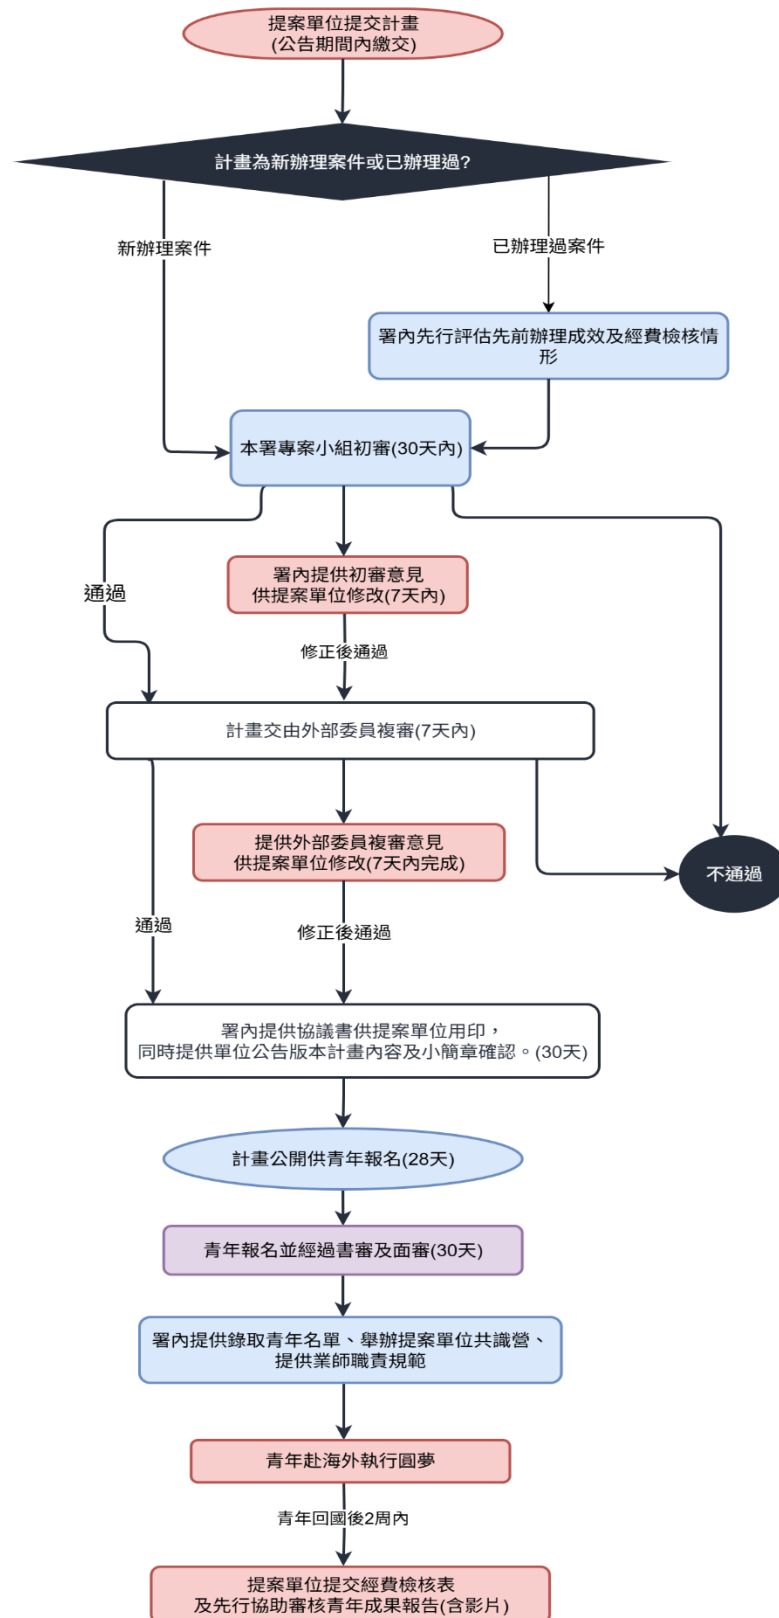 提案單位提交計畫
(公告期間內繳交)
計畫為新辦理案件或已辦理過?
新辦理案件
已辦理過案件
署內先行評估先前辦理成效及經費檢核情
形
本署專案小組初審(30天內)
通過
署內提供初審意見
供提案單位修改(7天內)
修正後通過
計畫交由外部委員複審(7天內)
提供外部委員複審意見
供提案單位修改(7天內完成)
不通過
通過
修正後通過
署內提供協議書供提案單位用印，
同時提供單位公告版本計畫內容及小簡章確認。(30天)
計畫公開供青年報名(28天)
青年報名並經過書審及面審(30天)
署內提供錄取青年名單、舉辦提案單位共識營、
提供業師職責規範
青年赴海外執行圓夢
青年回國後2周內
提案單位提交經費檢核表
及先行協助審核青年成果報告(含影片)